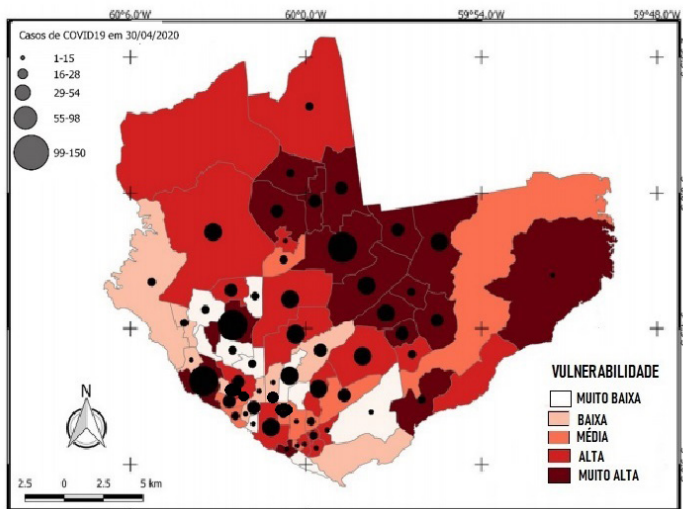 60°6.0'W 60°0.0'W 59°54.0'W 59°48.0'W
Casos de COVID19 em 30/04/2020
1-15
16-28
29-54
55-98
99-150
VULNERABILIDADE
MUITO BAIXA
BAIXA
MÉDIA
ALTA
MUITO ALTA
N
2.5 0 2.5 5 km